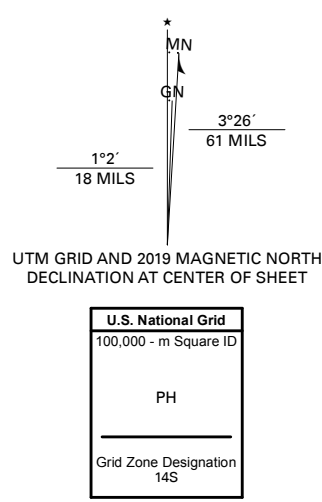 ★
MN
GN
3°26´
61 MILS
1°2´
18 MILS
UTM GRID AND 2019 MAGNETIC NORTH
DECLINATION AT CENTER OF SHEET
U.S. National Grid
100,000 - m Square ID
PH
Grid Zone Designation
14S